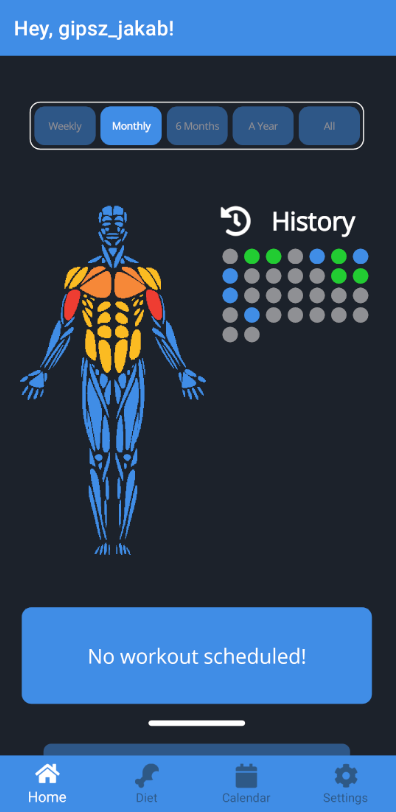 Hey, gipsz_jakab!
Weekly Monthly 6 Months A Year All
History
No workout scheduled!
Home Diet Calendar Settings